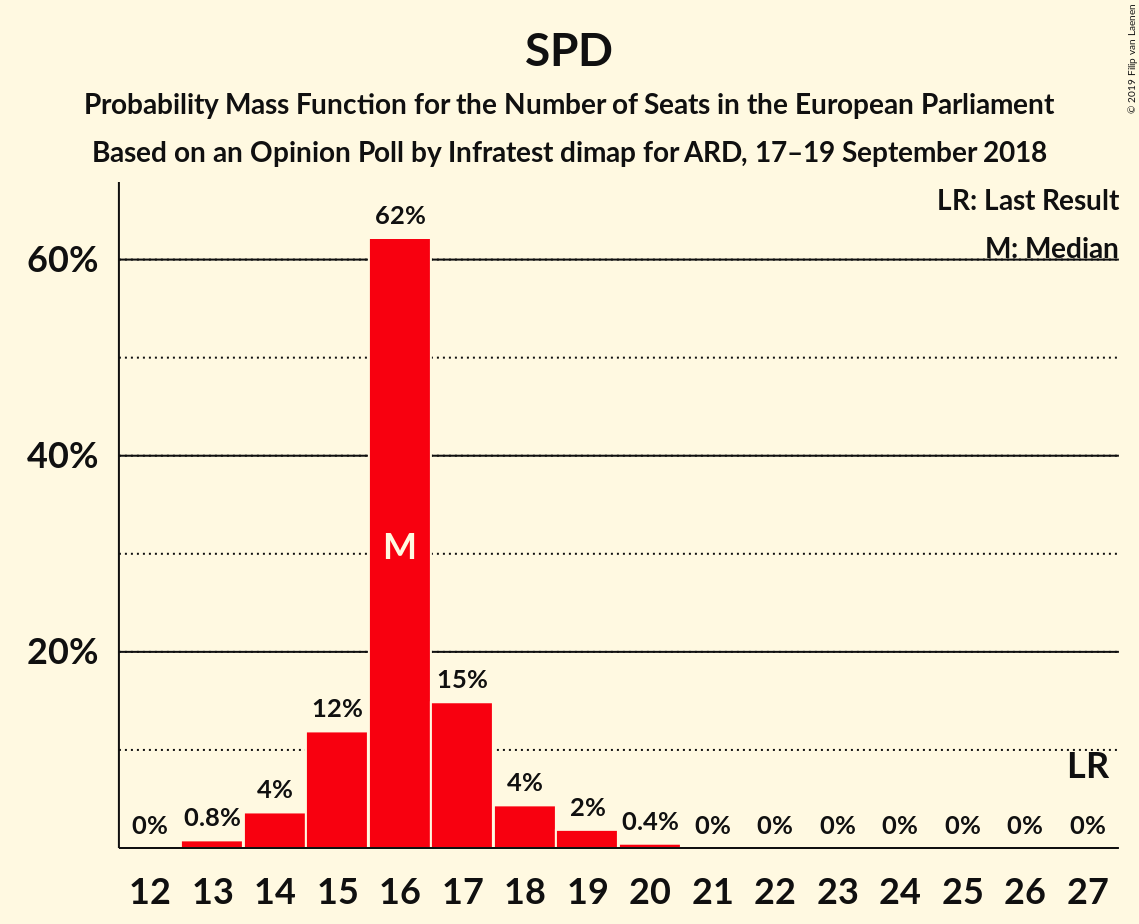 SPD
Probability Mass Function for the Number of Seats in the European Parliament
Based on an Opinion Poll by Infratest dimap for ARD, 17–19 September 2018
© 2019 Filip van Laenen
LR: Last Result
M: Median
60%
40%
20%
0% 0.8% 4% 12% 62% 15% 4% 2% 0.4% 0% 0% 0% 0% 0% 0% 0%
M
LR
12 13 14 15 16 17 18 19 20 21 22 23 24 25 26 27